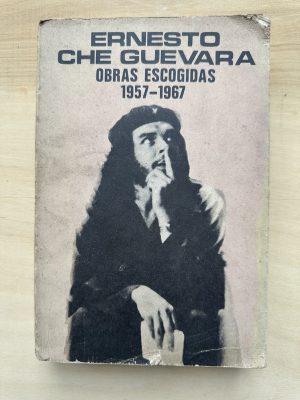 ERNESTO
CHE GUEVARA
OBRAS ESCOGIDAS
1957-1967